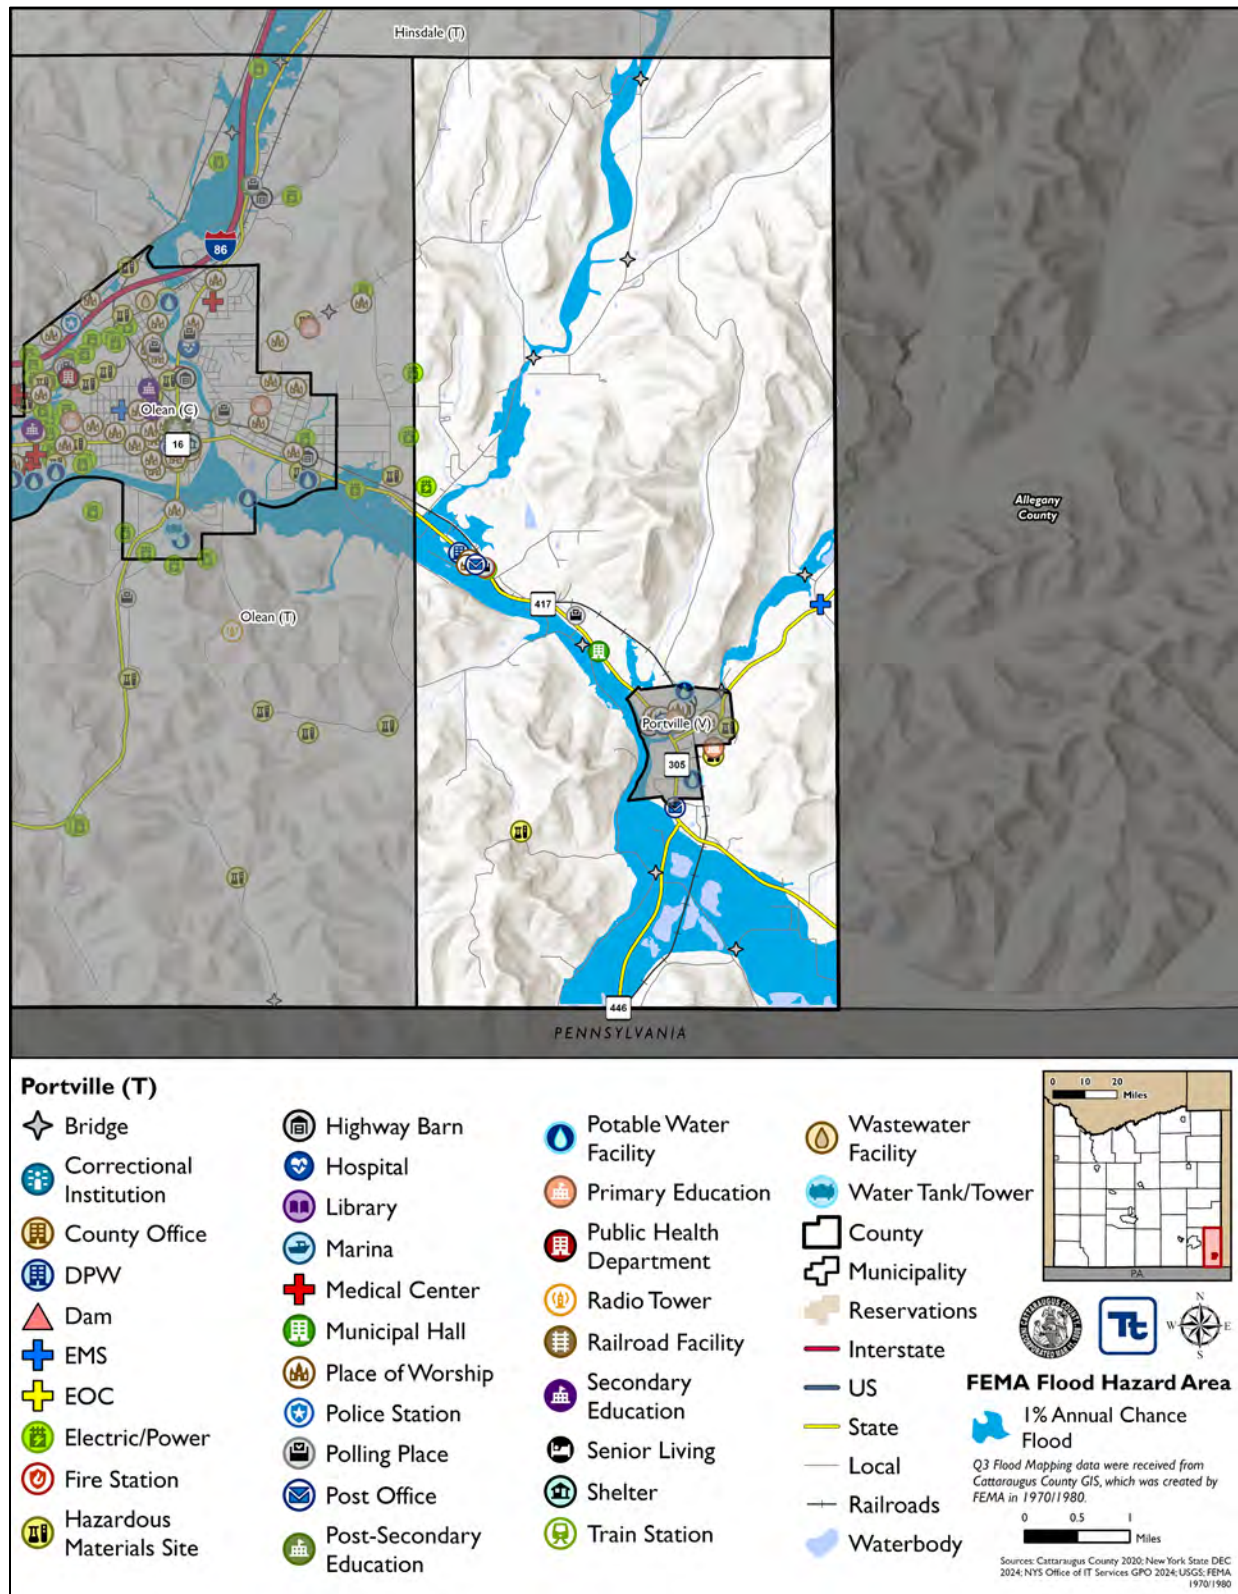 Hinsdale (T)
86
Olean (C)
16
Allegany
County
417
Olean (T)
Portville (V)
305
446
PENNSYLVANIA
Portville (T)
Bridge
Correctional
Institution
County Office
DPW
Dam
EMS
EOC
Electric/Power
Fire Station
Hazardous
Materials Site
Highway Barn
Hospital
Library
Marina
Medical Center
Municipal Hall
Place of Worship
Police Station
Polling Place
Post Office
Post-Secondary
Education
Potable Water
Facility
Primary Education
Public Health
Department
Radio Tower
Railroad Facility
Secondary
Education
Senior Living
Shelter
Train Station
Wastewater
Facility
Water Tank/Tower
County
Municipality
Reservations
Interstate
US
State
Local
Railroads
Waterbody
0 10 20
Miles
PA
Tt
N
W E
S
FEMA Flood Hazard Area
1% Annual Chance
Flood
Q3 Flood Mapping data were received from
Cattaraugus County GIS, which was created by
FEMA in 1970/1980.
0 0.5 1
Miles
Sources: Cattaraugus County 2020; New York State DEC
2024; NYS Office of IT Services GPO 2024; USGS; FEMA
1970/1980